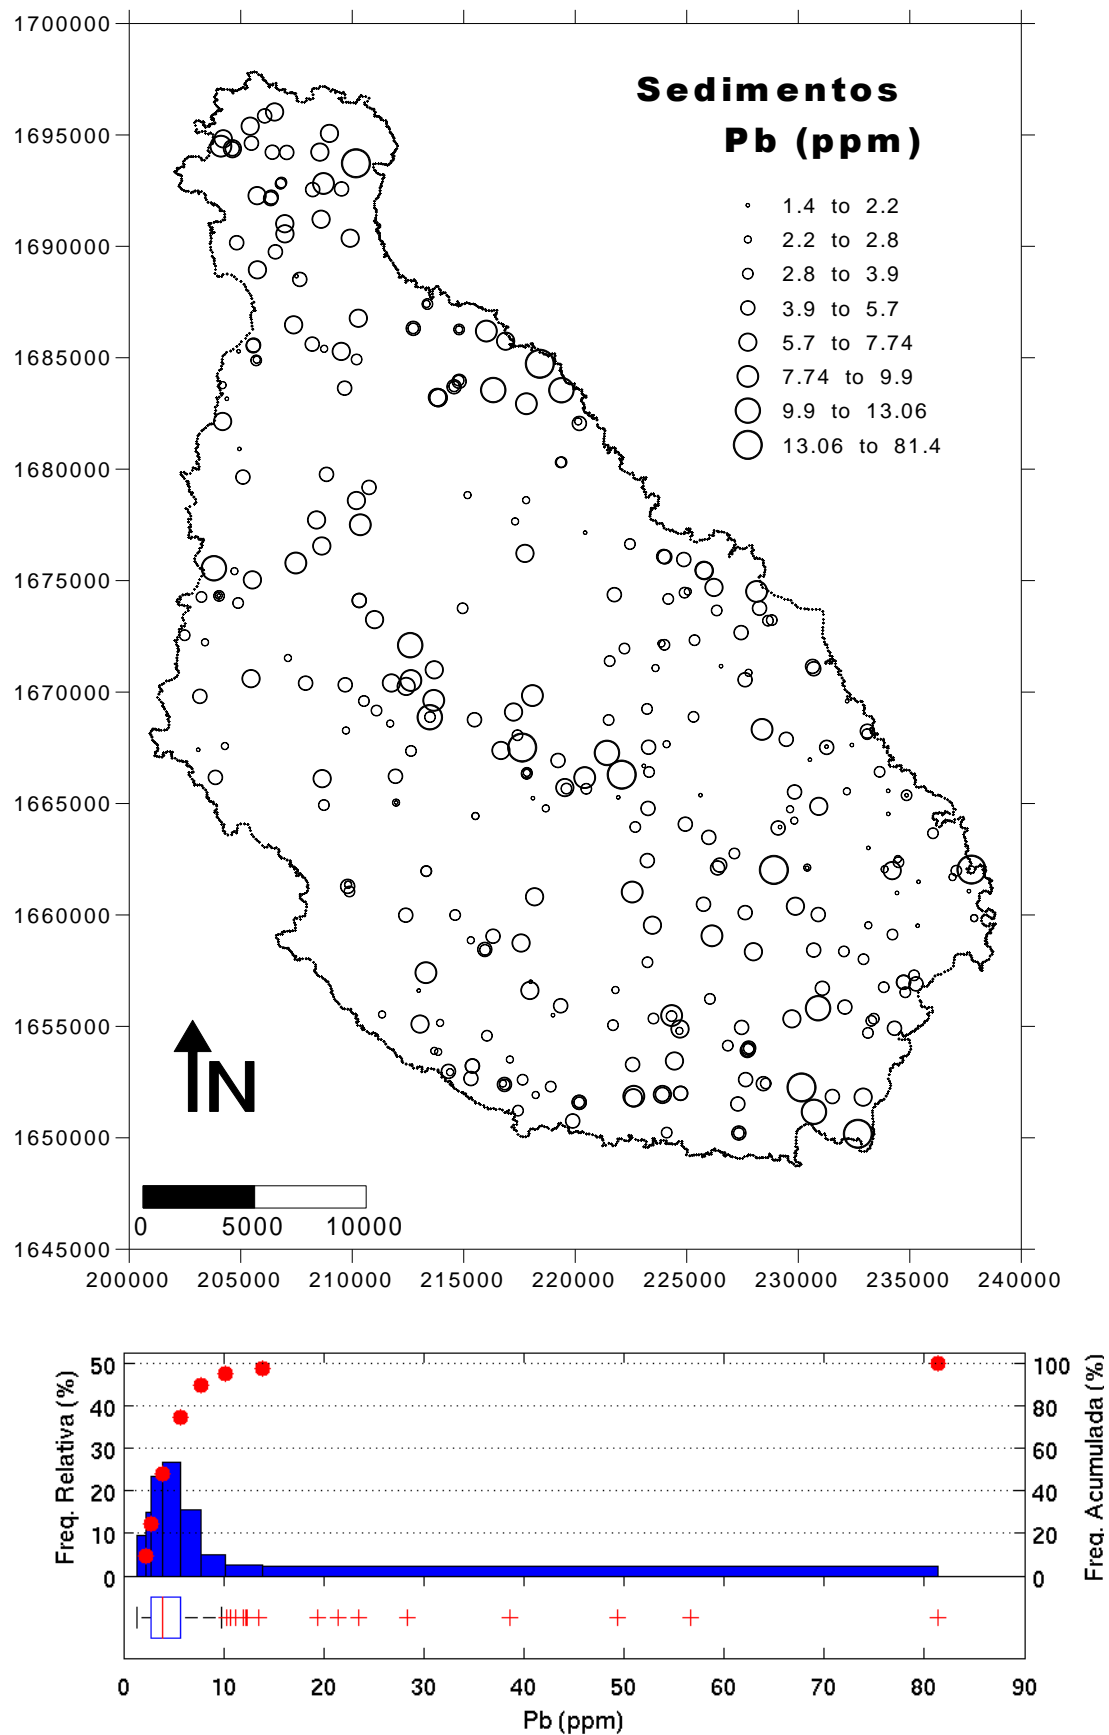 Sedimentos
Pb (ppm)
1.4 to 2.2
2.2 to 2.8
2.8 to 3.9
3.9 to 5.7
5.7 to 7.74
7.74 to 9.9
9.9 to 13.06
13.06 to 81.4
1700000
1695000
1690000
1685000
1680000
1675000
1670000
1665000
1660000
1655000
1650000
1645000
N
0 5000 10000
200000 205000 210000 215000 220000 225000 230000 235000 240000
Freq. Relativa (%)
50
40
30
20
10
0
Freq. Acumulada (%)
100
80
60
40
20
0
0 10 20 30 40 50 60 70 80 90
Pb (ppm)